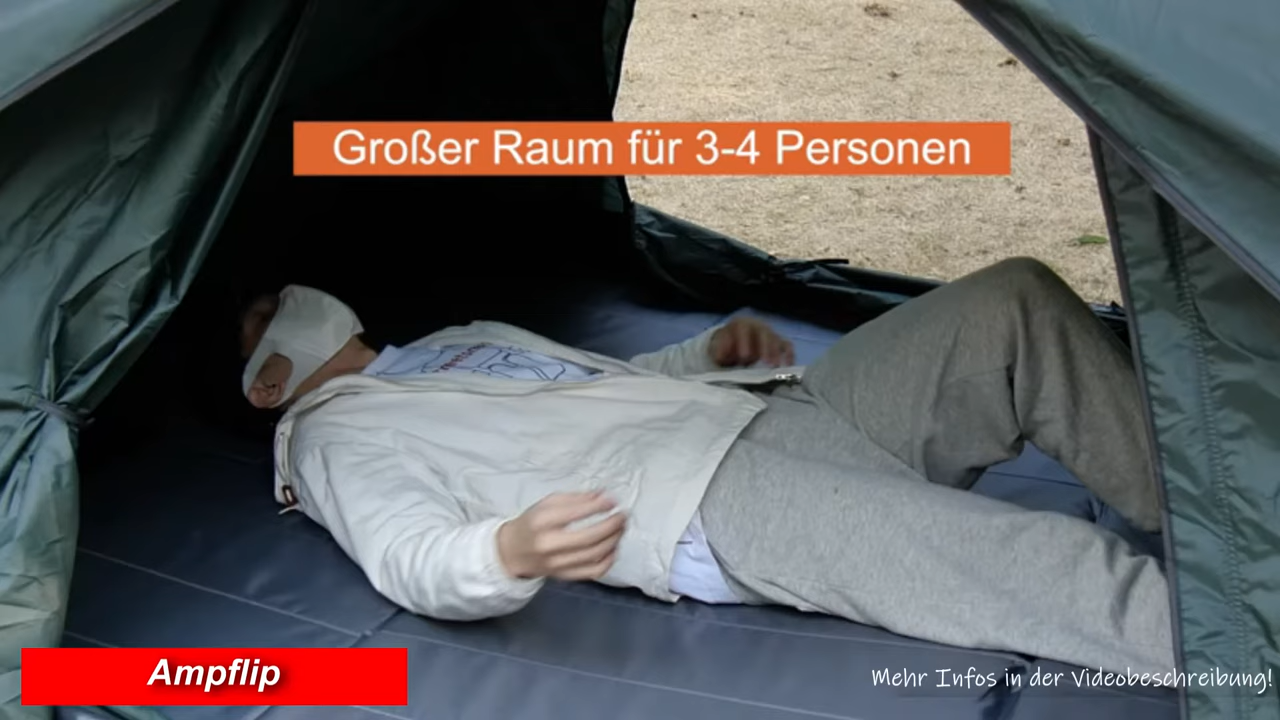 Großer Raum für 3-4 Personen
Ampflip
Mehr Infos in der Videobeschreibung!